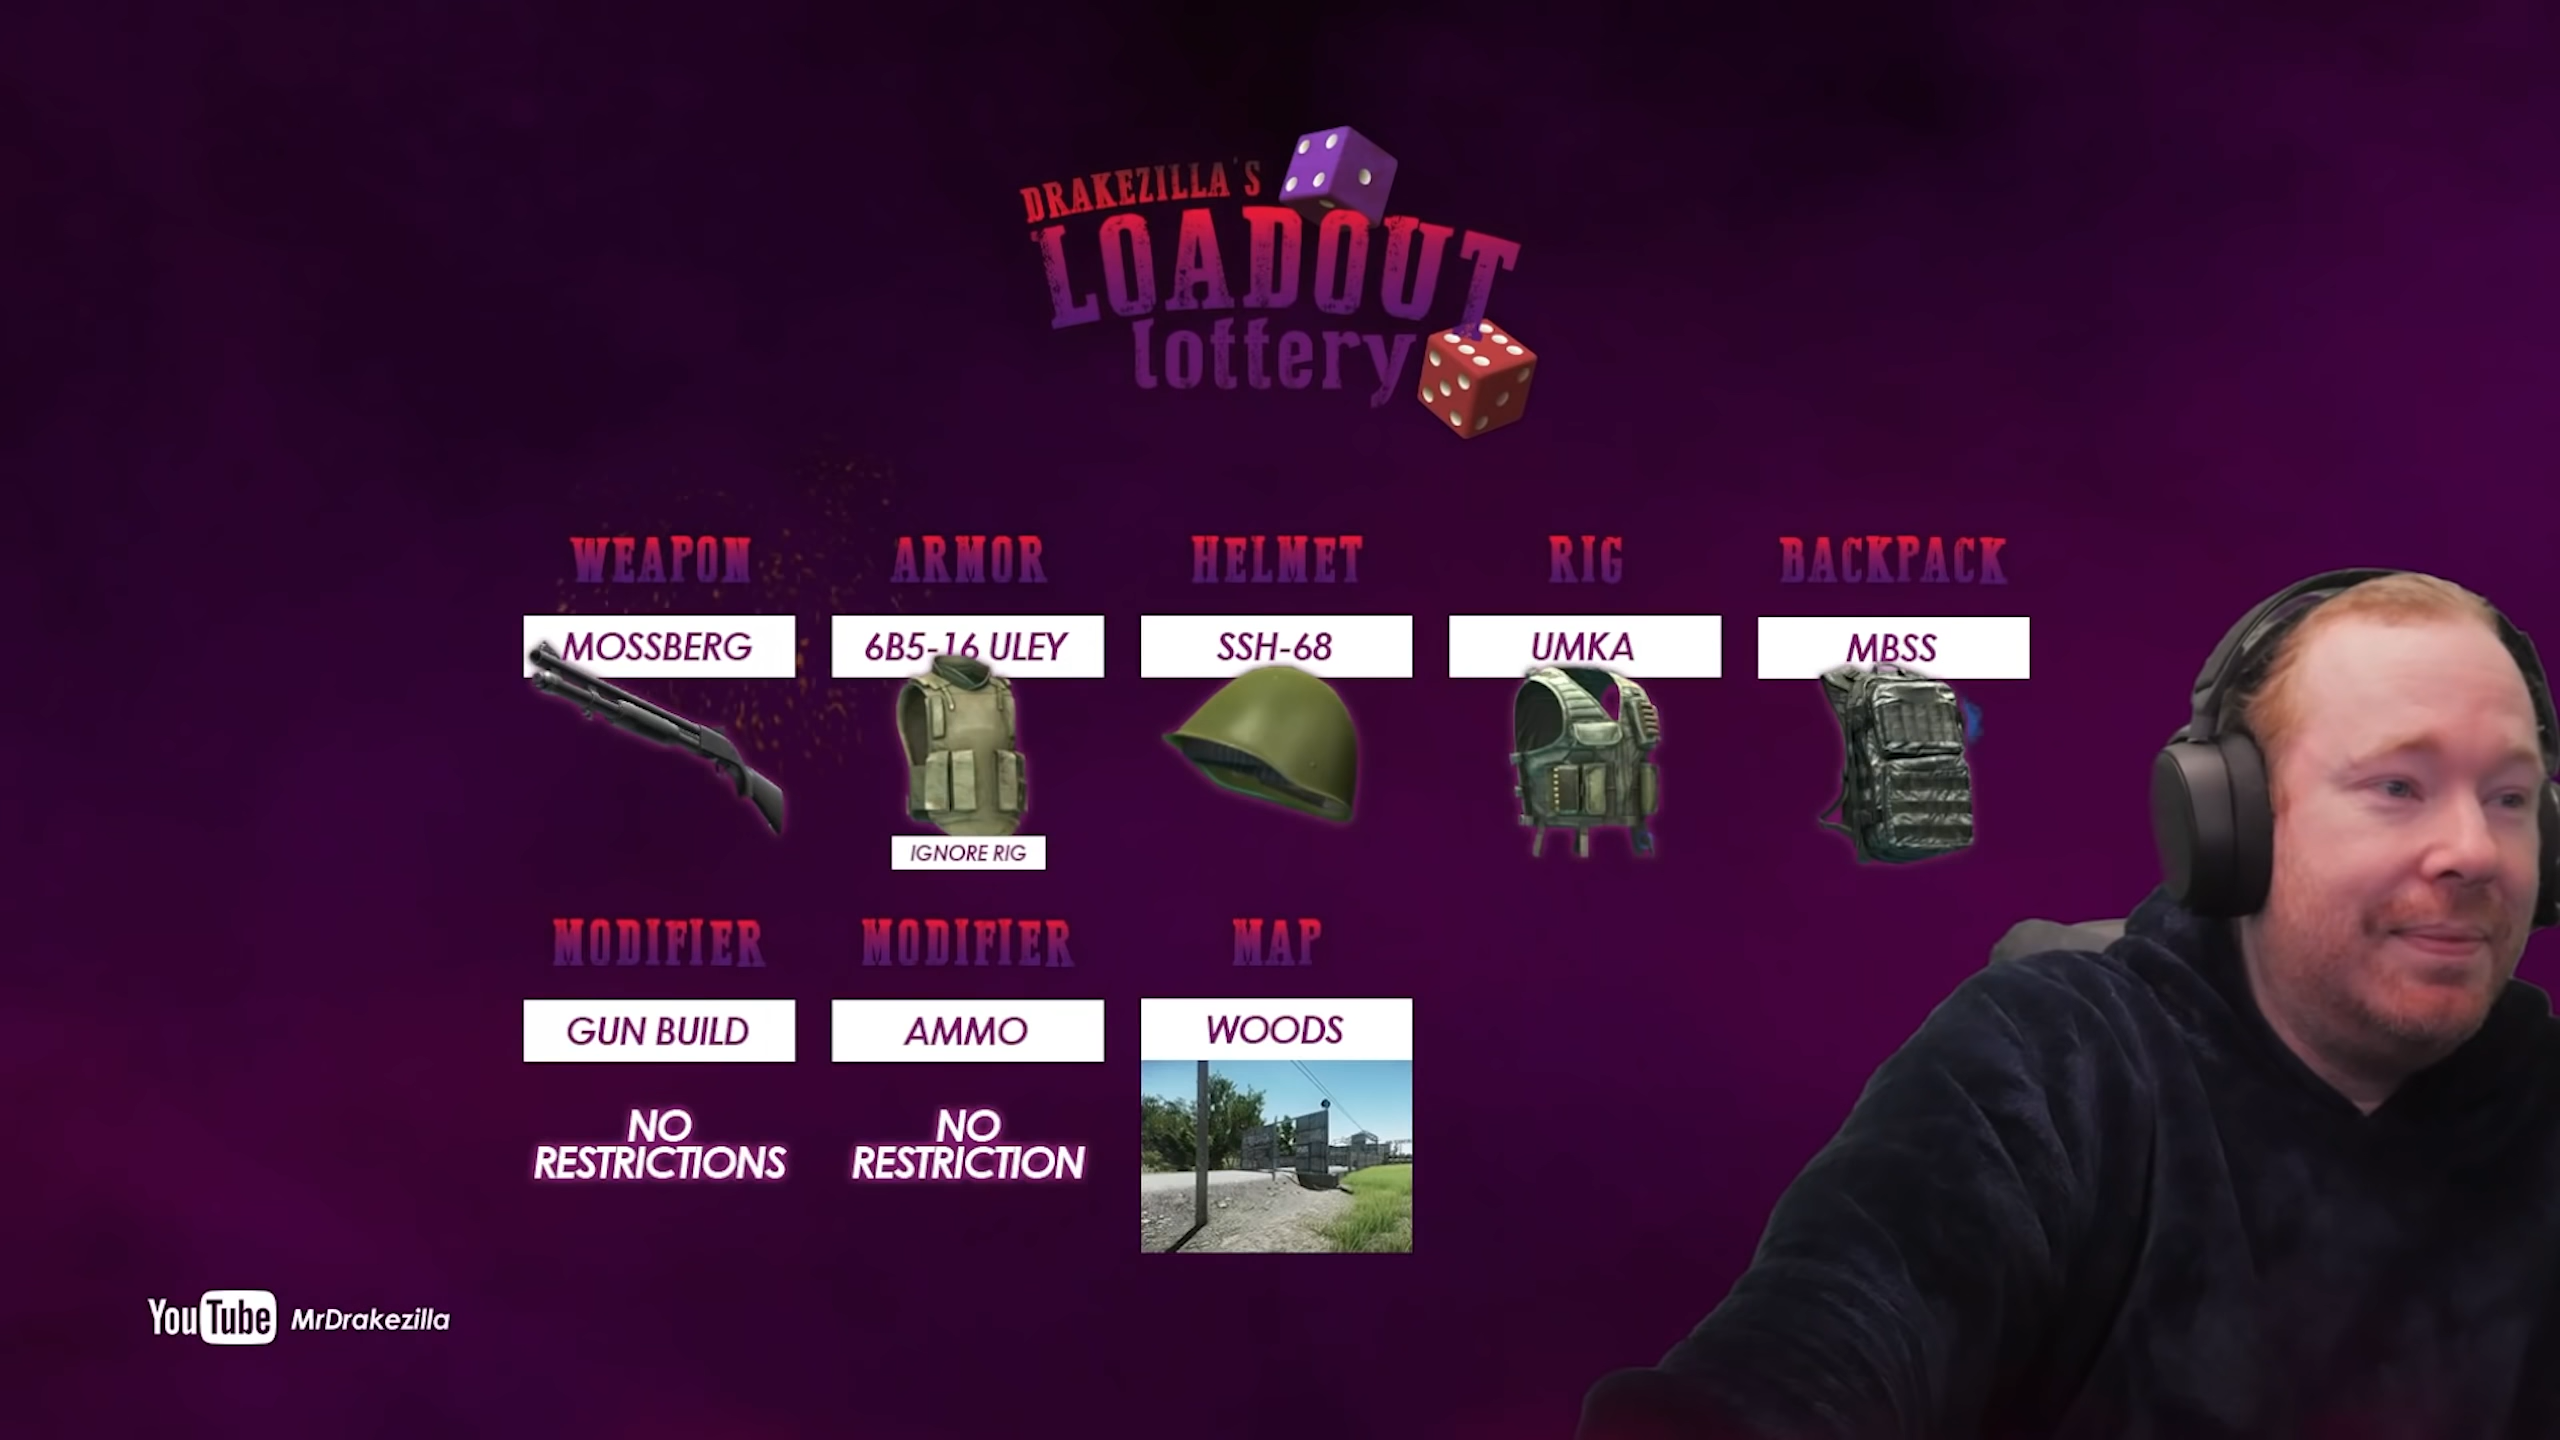 DRAKEZILLA'S
LOADOUT
lottery
WEAPON
ARMOR
HELMET
RIG
BACKPACK
MOSSBERG
6B5-16 ULEY
SSH-68
UMKA
MBSS
IGNORE RIG
MODIFIER
MODIFIER
MAP
GUN BUILD
AMMO
WOODS
NO
RESTRICTIONS
NO
RESTRICTION
YouTube MrDrakezilla